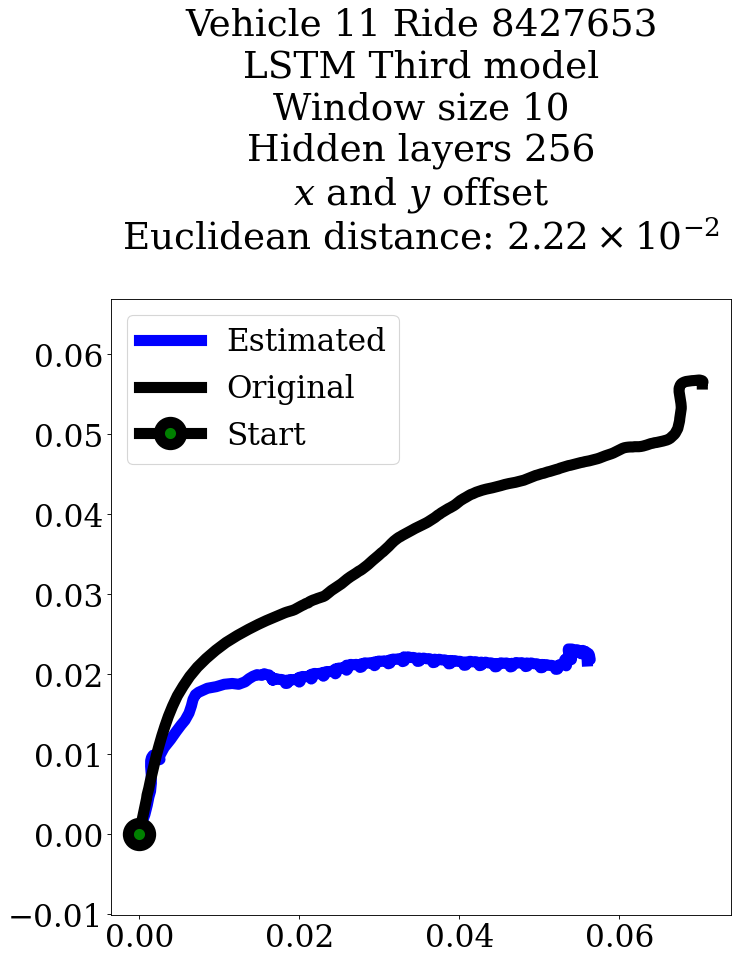 Vehicle 11 Ride 8427653
LSTM Third model
Window size 10
Hidden layers 256
x and y offset
Euclidean distance: 2.22 × 10⁻²
Estimated
Original
Start
0.06
0.05
0.04
0.03
0.02
0.01
0.00
−0.01
0.00 0.02 0.04 0.06